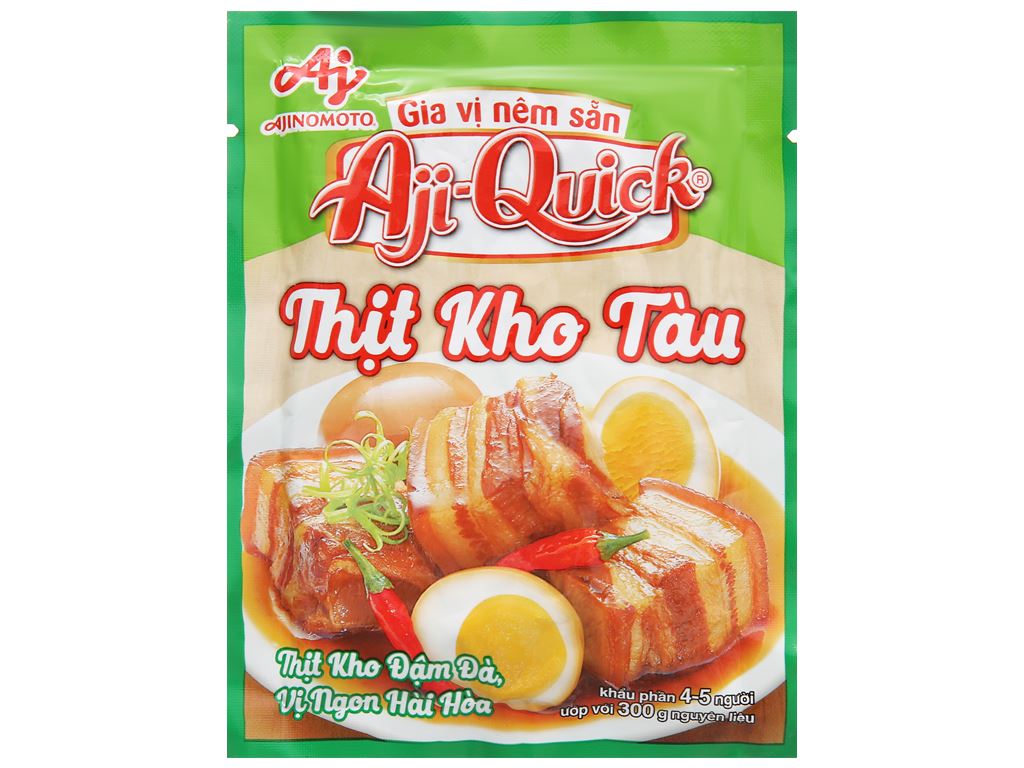 Aj
AJINOMOTO
Gia vị nêm sẵn
Aji-Quick®
Thịt Kho Tàu
Thịt Kho Đậm Đà,
Vị Ngon Hài Hòa
khẩu phần 4-5 người
ướp với 300 g nguyên liệu